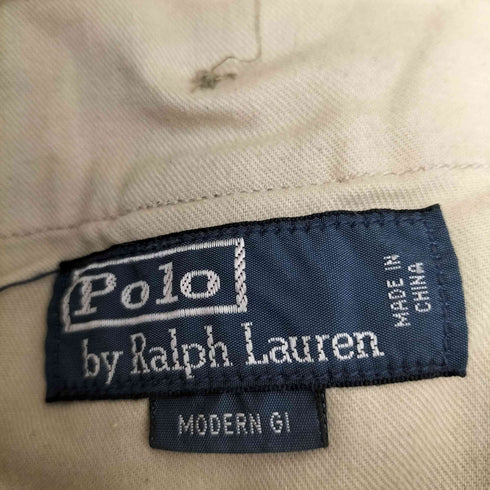 Polo
by Ralph Lauren
MADE IN
CHINA
MODERN GI